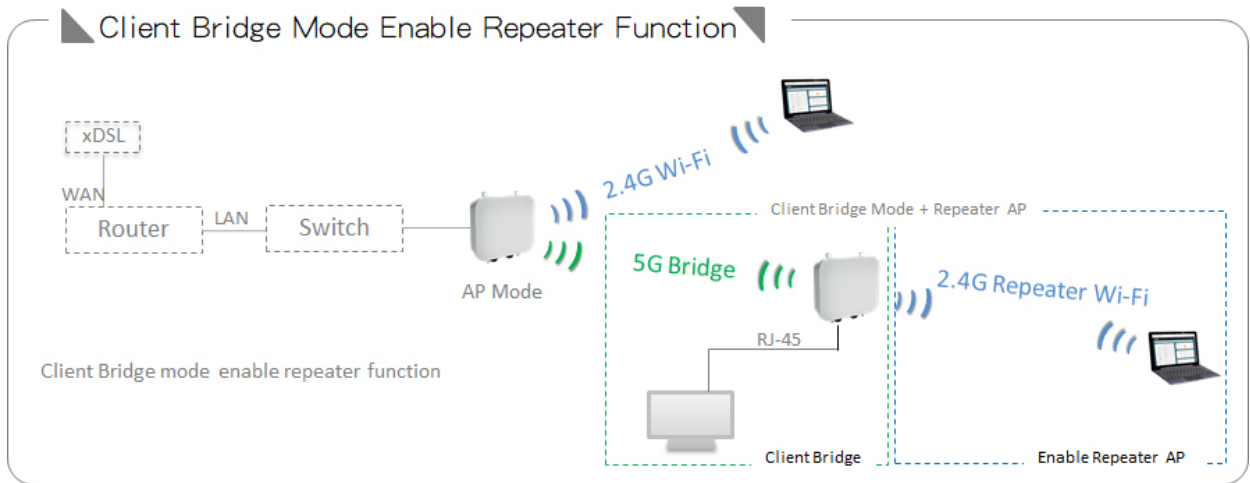 Client Bridge Mode Enable Repeater Function
xDSL
WAN
Router
LAN
Switch
AP Mode
2.4G Wi-Fi
Client Bridge Mode + Repeater AP
5G Bridge
2.4G Repeater Wi-Fi
RJ-45
Client Bridge mode enable repeater function
Client Bridge
Enable Repeater AP